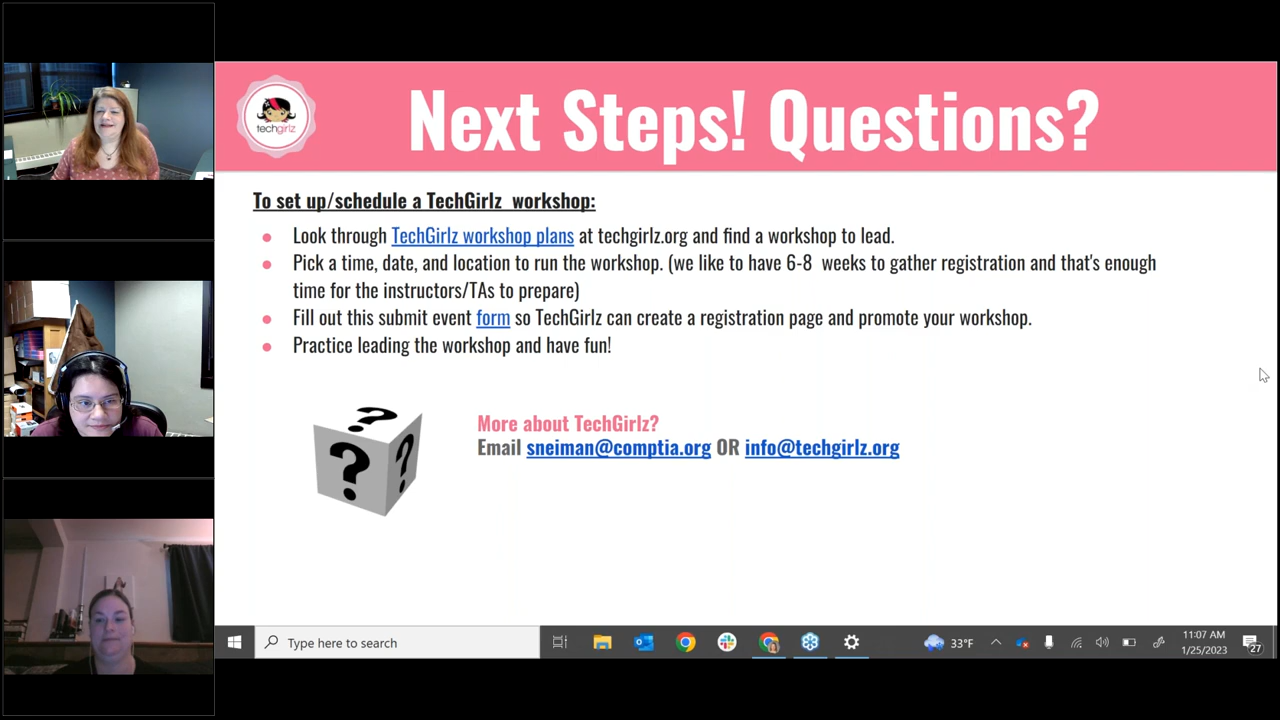 techgirlz
Next Steps! Questions?
To set up/schedule a TechGirlz workshop:
Look through TechGirlz workshop plans at techgirlz.org and find a workshop to lead.
Pick a time, date, and location to run the workshop. (we like to have 6-8 weeks to gather registration and that's enough
time for the instructors/TAs to prepare)
Fill out this submit event form so TechGirlz can create a registration page and promote your workshop.
Practice leading the workshop and have fun!
? ? ?
More about TechGirlz?
Email sneiman@comptia.org OR info@techgirlz.org
Type here to search
33°F
11:07 AM
1/25/2023
27